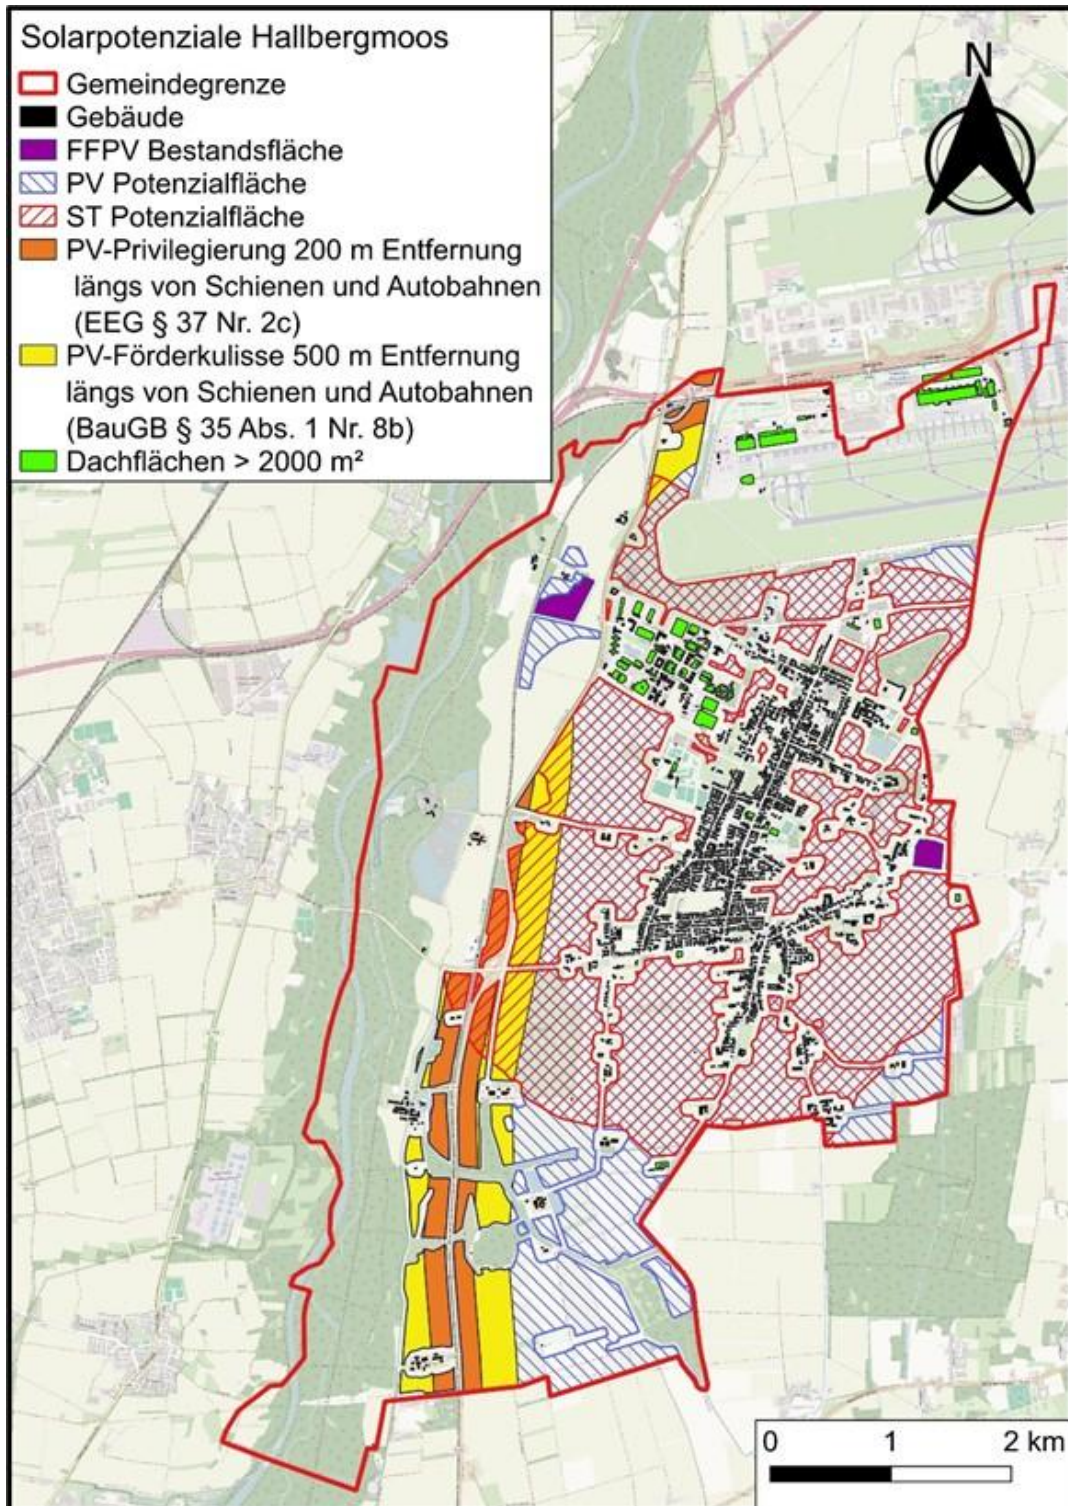 Solarpotenziale Hallbergmoos
Gemeindegrenze
Gebäude
FFPV Bestandsfläche
PV Potenzialfläche
ST Potenzialfläche
PV-Privilegierung 200 m Entfernung
längs von Schienen und Autobahnen
(EEG § 37 Nr. 2c)
PV-Förderkulisse 500 m Entfernung
längs von Schienen und Autobahnen
(BauGB § 35 Abs. 1 Nr. 8b)
Dachflächen > 2000 m²
N
0 1 2 km